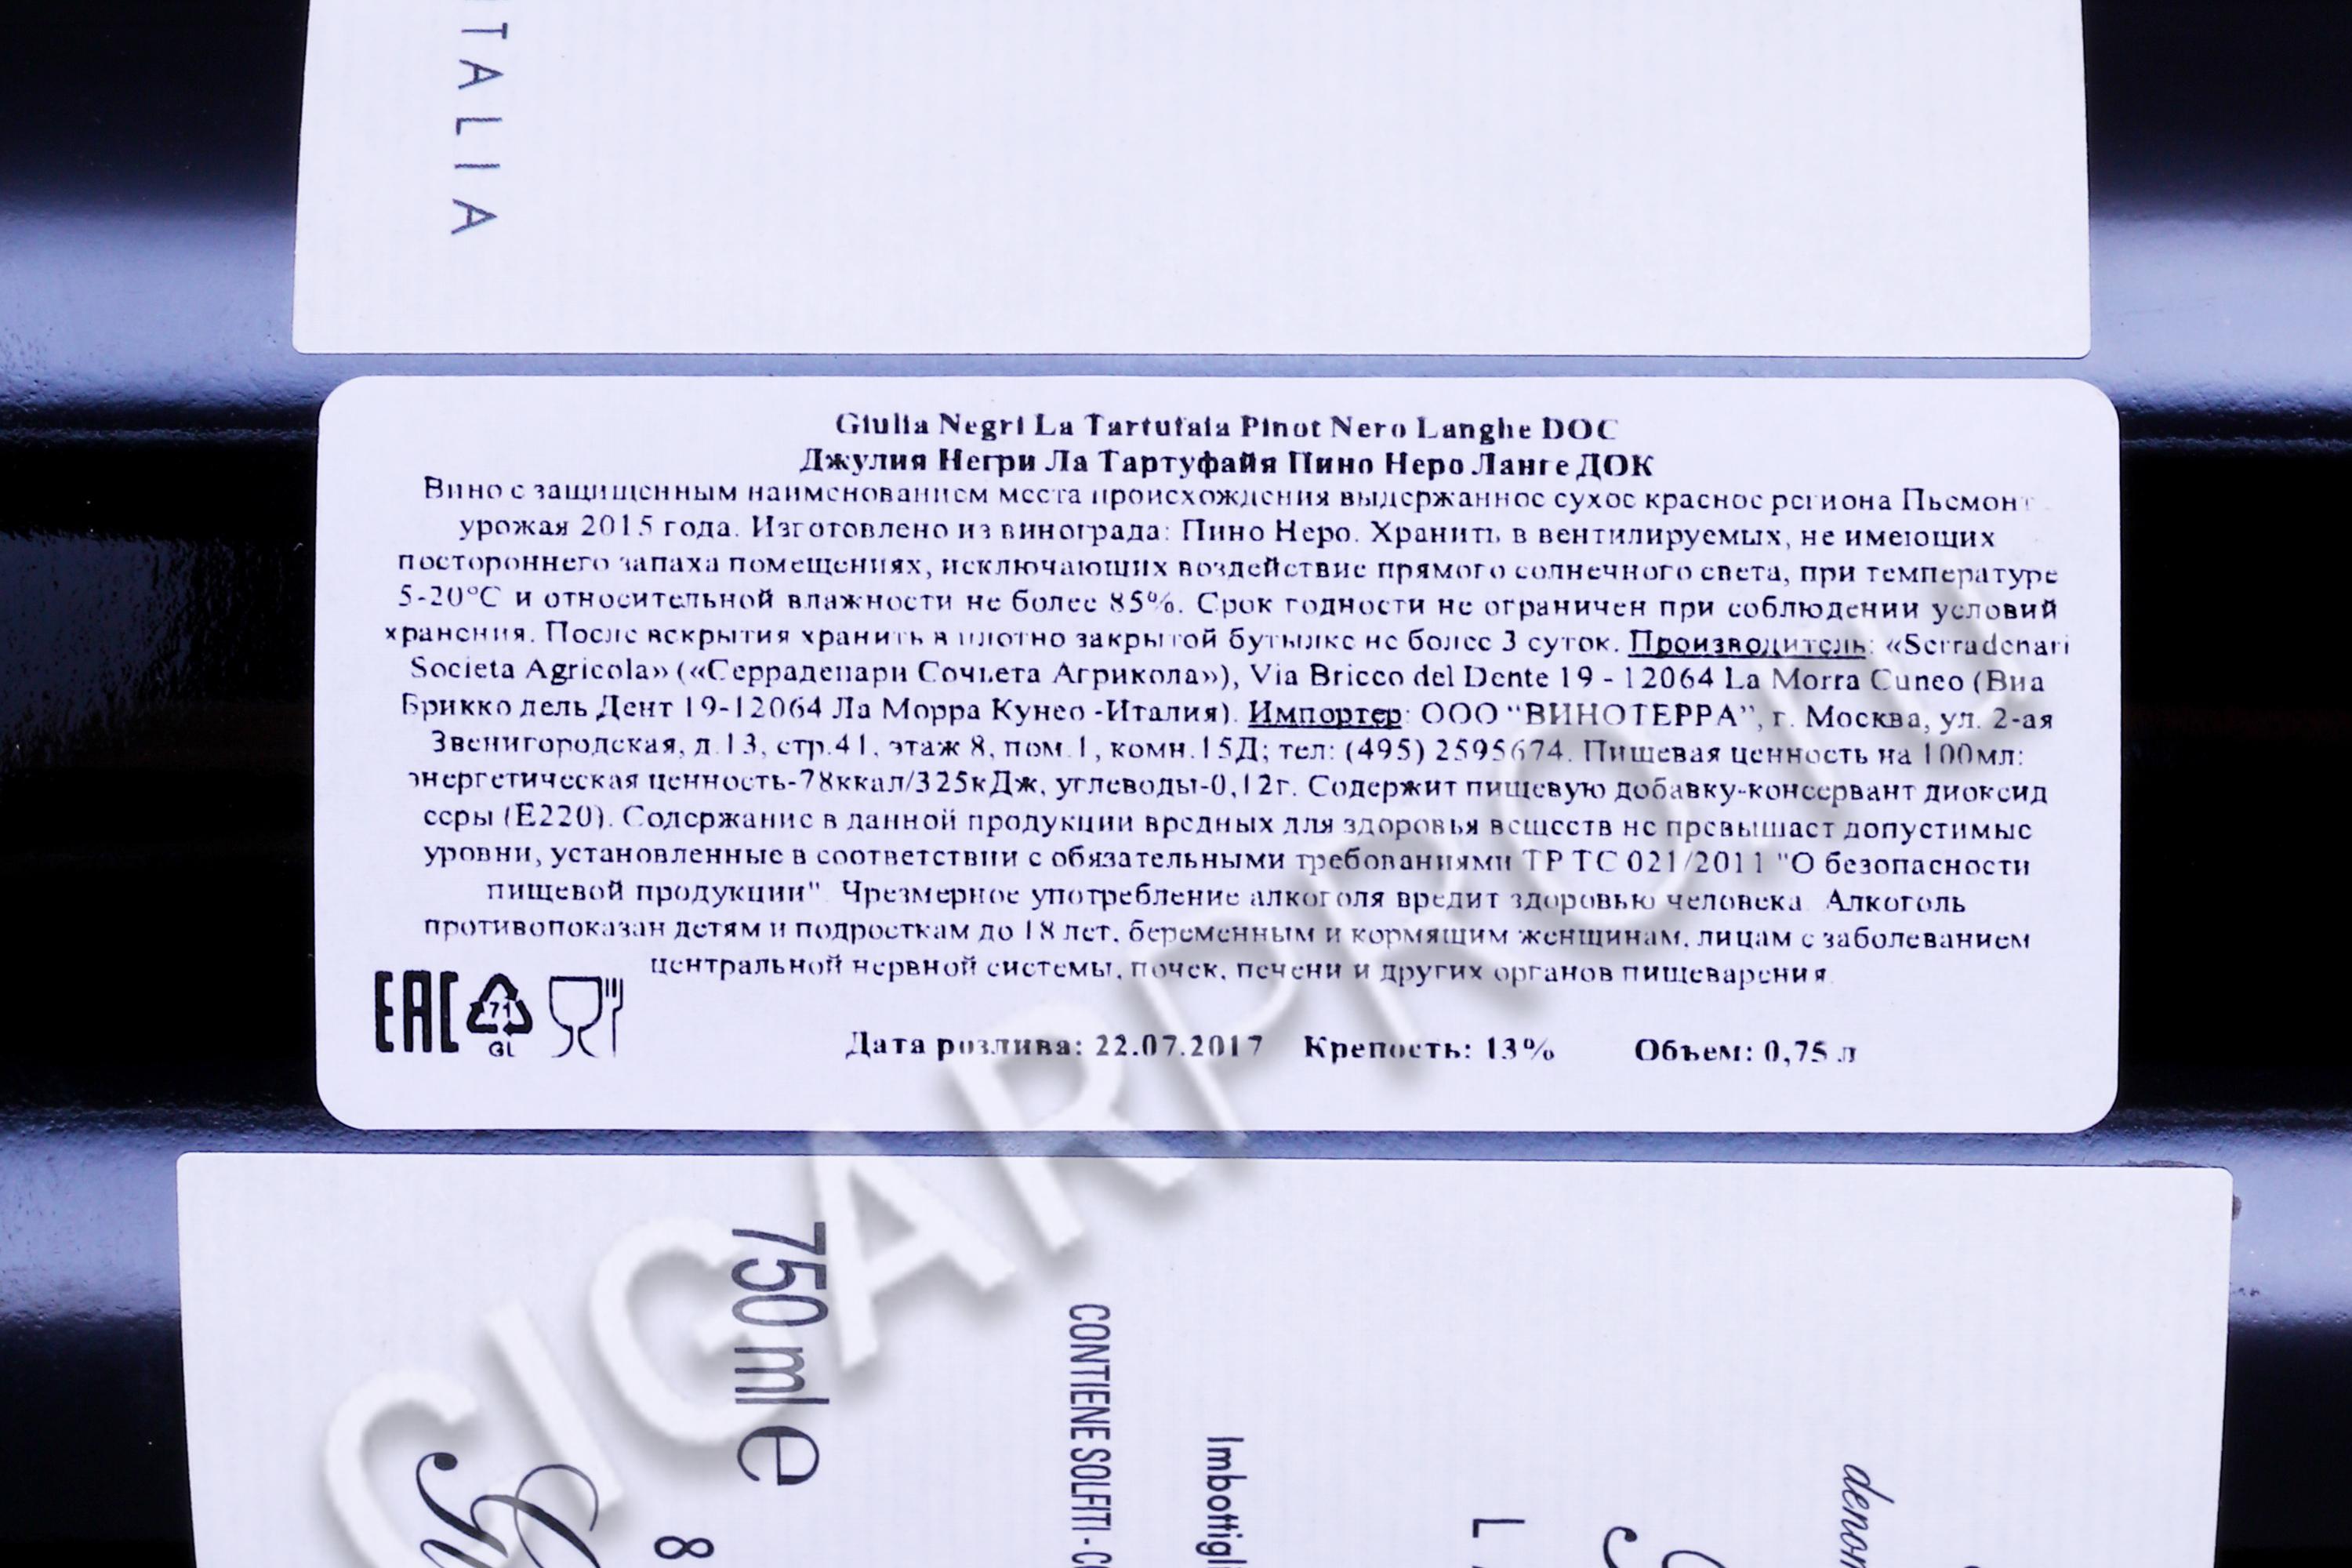 TALIA
Giulia Negri La Tartufaia Pinot Nero Langhe DOC
Джулия Негри Ла Тартуфайя Пино Неро Ланге ДОК
Вино с защищенным наименованием места происхождения выдержанное сухое красное региона Пьемонт
урожая 2015 года. Изготовлено из винограда: Пино Неро. Хранить в вентилируемых, не имеющих
постороннего запаха помещениях, исключающих воздействие прямого солнечного света, при температуре
5-20°С и относительной влажности не более 85%. Срок годности не ограничен при соблюдении условий
хранения. После вскрытия хранить в плотно закрытой бутылке не более 3 суток. Производитель: «Serradenari
Societa Agricola» («Серраденари Сочьета Агрикола»), Via Bricco del Dente 19 - 12064 La Morra Cuneo (Виа
Брикко дель Дент 19-12064 Ла Морра Кунео -Италия). Импортер: ООО “ВИНОТЕРРА”, г. Москва, ул. 2-ая
Звенигородская, д.13, стр.41, этаж 8, пом.1, комн.15Д; тел: (495) 2595674. Пищевая ценность на 100мл:
энергетическая ценность-78ккал/325кДж, углеводы-0,12г. Содержит пищевую добавку-консервант диоксид
серы (Е220). Содержание в данной продукции вредных для здоровья веществ не превышает допустимые
уровни, установленные в соответствии с обязательными требованиями ТР ТС 021/2011 "О безопасности
пищевой продукции". Чрезмерное употребление алкоголя вредит здоровью человека. Алкоголь
противопоказан детям и подросткам до 18 лет, беременным и кормящим женщинам, лицам с заболеванием
центральной нервной системы, почек, печени и других органов пищеварения.
EAC 71 GL
Дата розлива: 22.07.2017 Крепость: 13% Объем: 0,75 л
CIGARPRO.RU
750 ml e
8
CONTIENE SOLFITI -
Imbottigl
L
denom